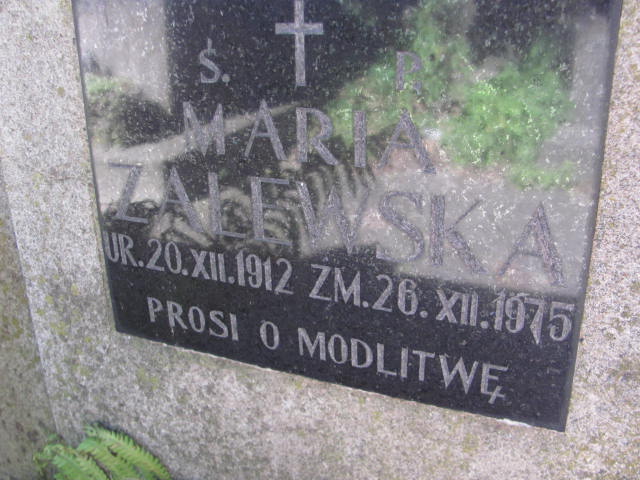 Ś. P.
MARIA
ZALEWSKA
UR. 20. XII. 1912 ZM. 26. XII. 1975
PROSI O MODLITWĘ